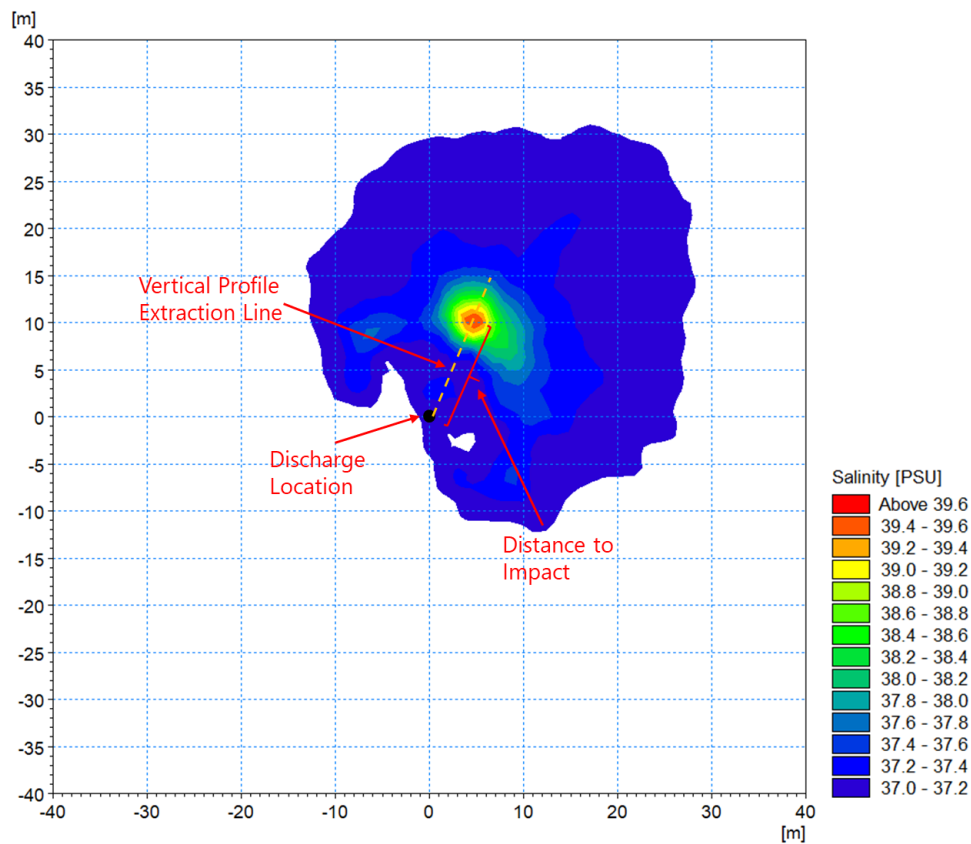 [m]
40
35
30
25
20
15
10
5
0
-5
-10
-15
-20
-25
-30
-35
-40
-40 -30 -20 -10 0 10 20 30 40
[m]
Vertical Profile
Extraction Line
Discharge
Location
Distance to
Impact
Salinity [PSU]
Above 39.6
39.4 - 39.6
39.2 - 39.4
39.0 - 39.2
38.8 - 39.0
38.6 - 38.8
38.4 - 38.6
38.2 - 38.4
38.0 - 38.2
37.8 - 38.0
37.6 - 37.8
37.4 - 37.6
37.2 - 37.4
37.0 - 37.2